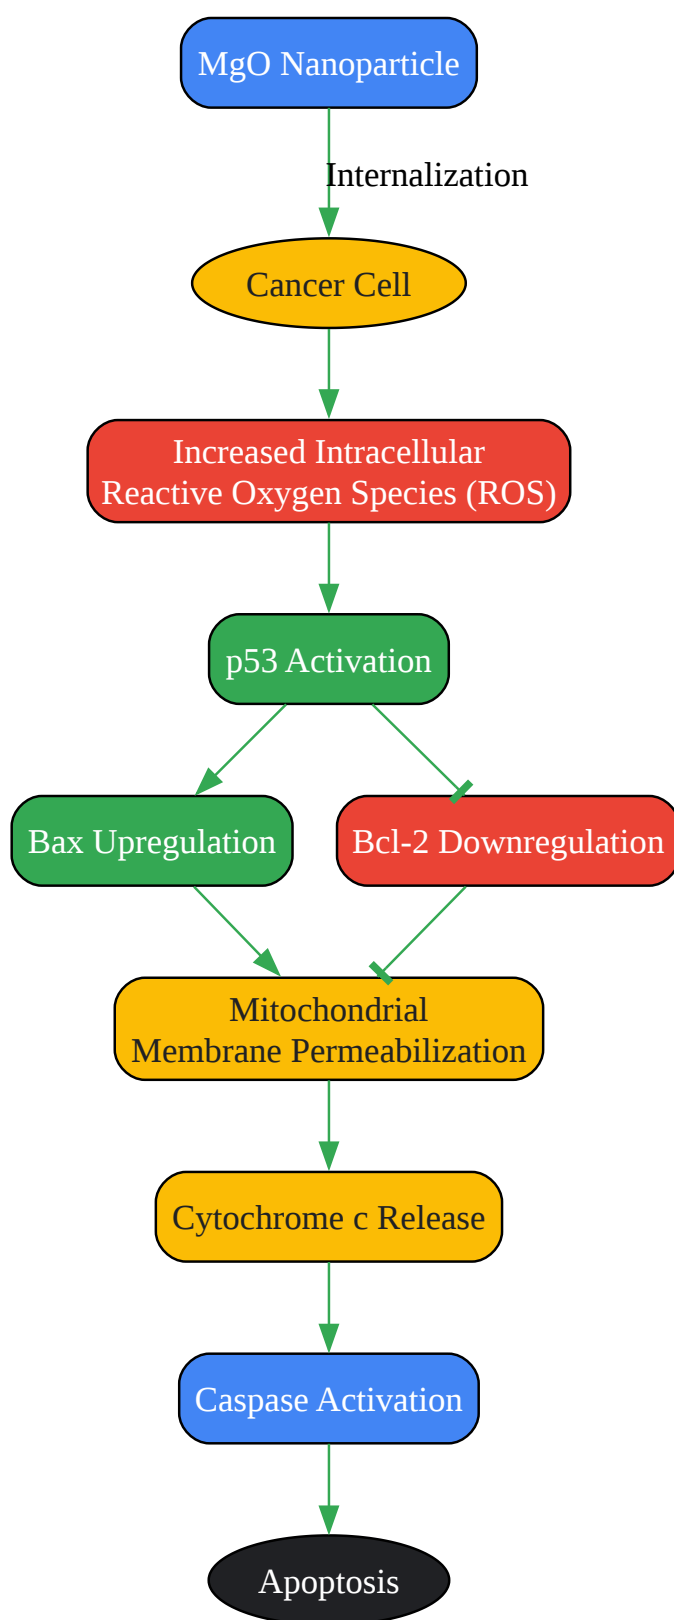 MgO Nanoparticle
Internalization
Cancer Cell
Increased Intracellular
Reactive Oxygen Species (ROS)
p53 Activation
Bax Upregulation
Bcl-2 Downregulation
Mitochondrial
Membrane Permeabilization
Cytochrome c Release
Caspase Activation
Apoptosis